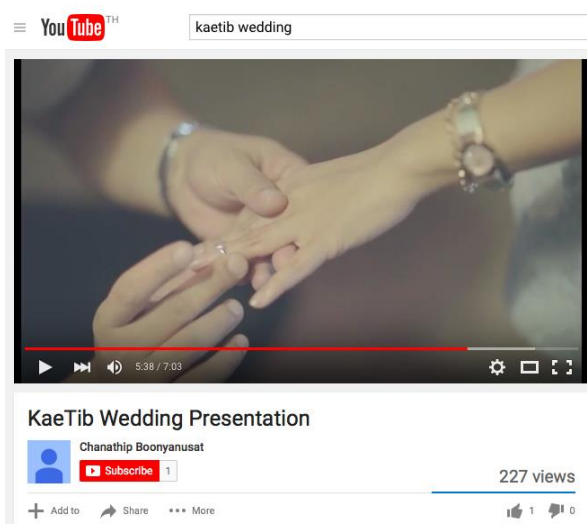 YouTube TH
kaetib wedding
5:38 / 7:03
KaeTib Wedding Presentation
Chanathip Boonyanusat
Subscribe 1
227 views
Add to Share More
1 0